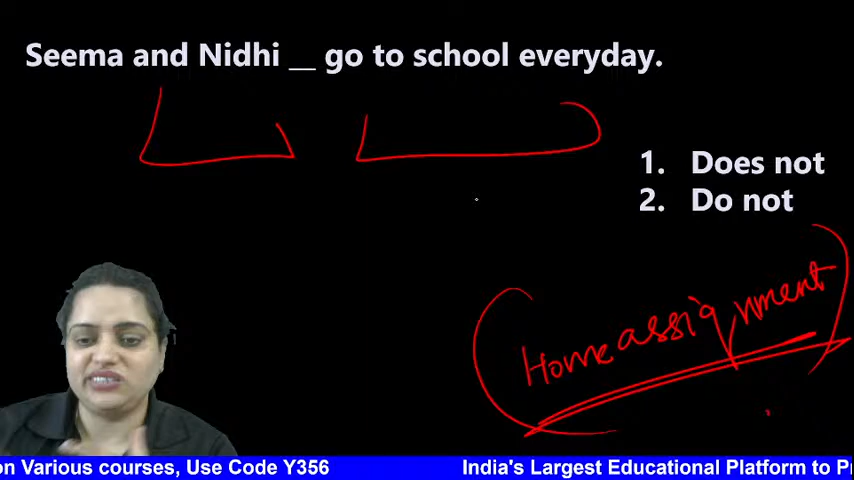 Seema and Nidhi __ go to school everyday.
1. Does not
2. Do not
Home assignment
on Various courses, Use Code Y356 India's Largest Educational Platform to P